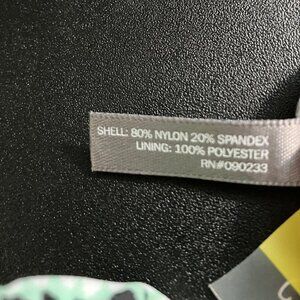 SHELL: 80% NYLON 20% SPANDEX
LINING: 100% POLYESTER
RN#090233